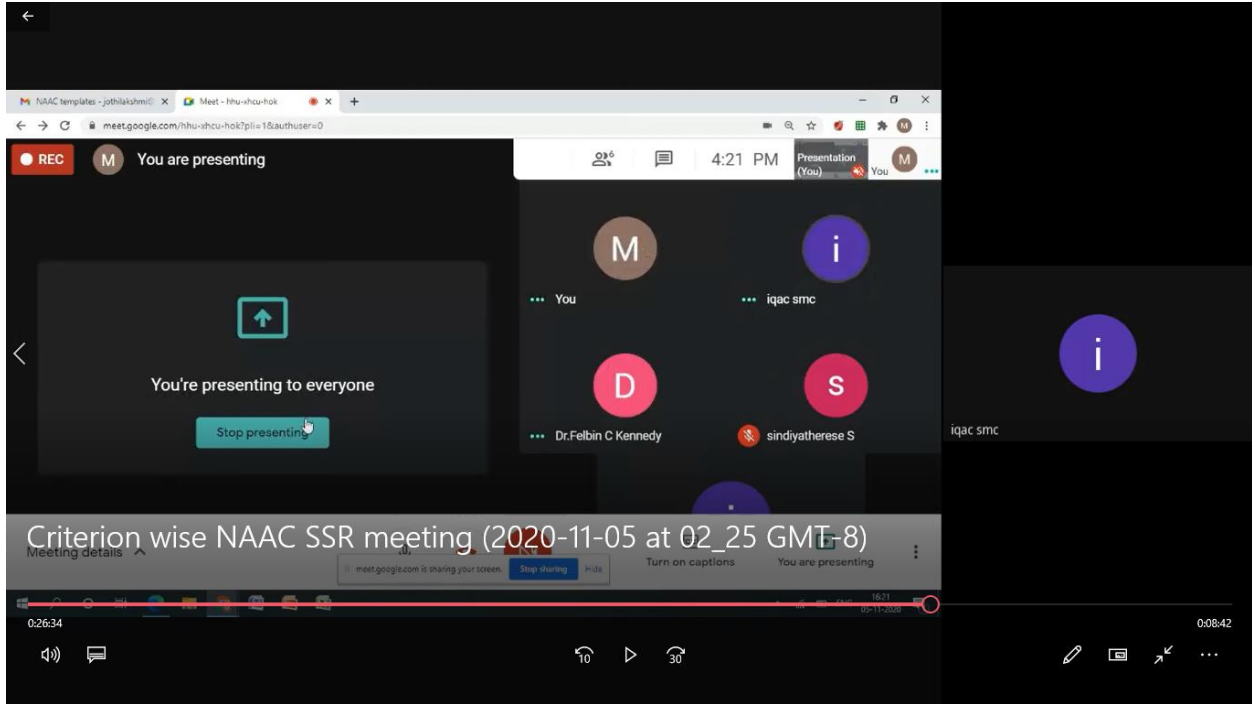 NAAC templates - jothilakshmi@
Meet - hhu-xhcu-hok
meet.google.com/hhu-xhcu-hok?pli=1&authuser=0
M
REC
M
You are presenting
6
4:21 PM
Presentation
(You)
You
M
M
i
You
iqac smc
You're presenting to everyone
Stop presenting
D
S
Dr.Felbin C Kennedy
sindiyatherese S
i
iqac smc
Criterion wise NAAC SSR meeting (2020-11-05 at 02_25 GMT-8)
Meeting details
meet.google.com is sharing your screen.
Stop sharing
Hide
Turn on captions
You are presenting
ENG
16:21
05-11-2020
0:26:34
0:08:42
10
30